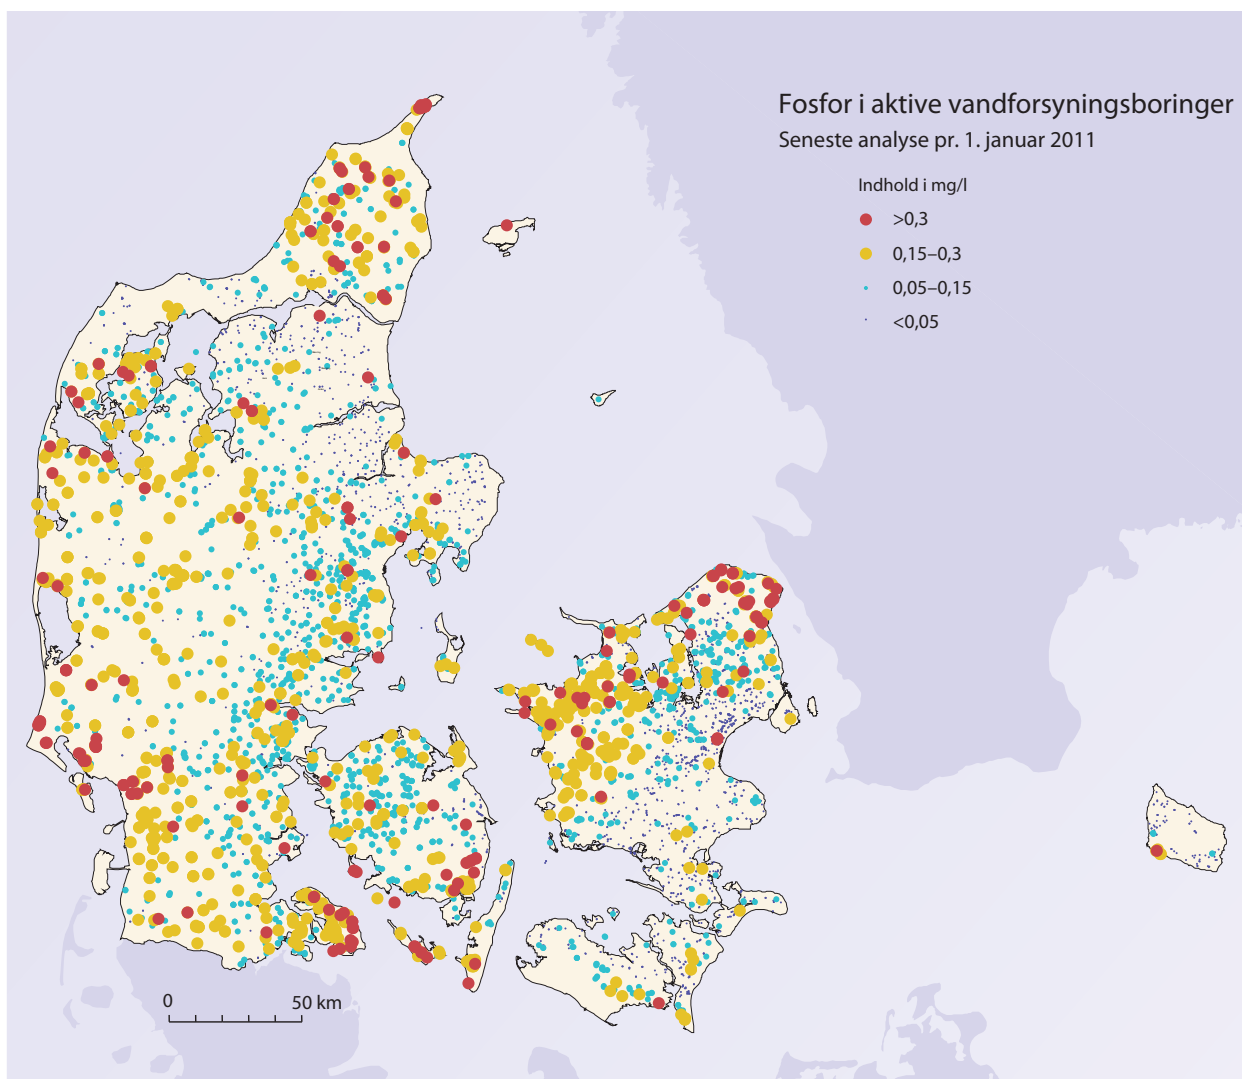 Fosfor i aktive vandforsyningsboringer
Seneste analyse pr. 1. januar 2011
Indhold i mg/l
>0,3
0,15–0,3
0,05–0,15
<0,05
0 50 km